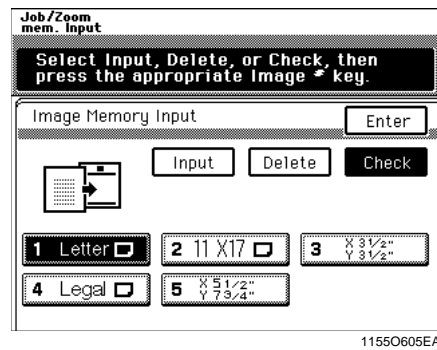 Job/Zoom
mem. Input
Select Input, Delete, or Check, then
press the appropriate Image # key.
Image Memory Input
Enter
Input Delete Check
1 Letter 2 11 X17 3 X 3 1/2" Y 3 1/2"
4 Legal 5 X 5 1/2" Y 7 3/4"
1155O605EA